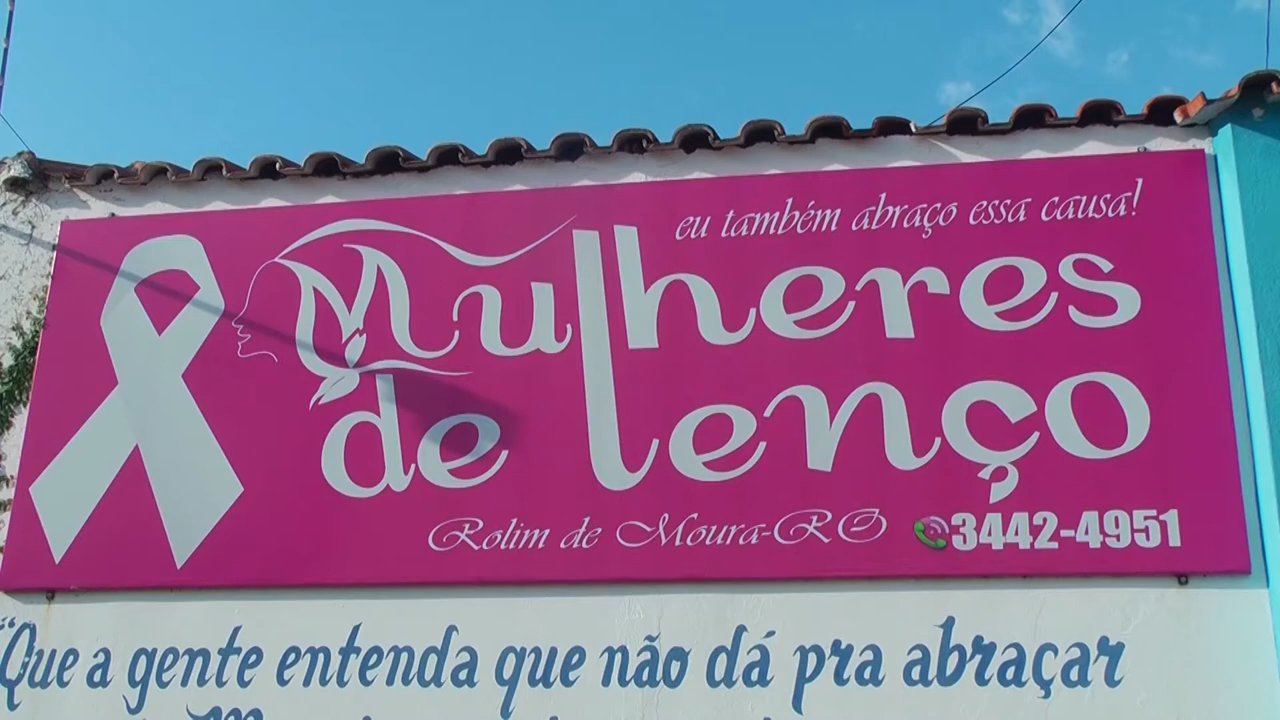 eu também abraço essa causa!
Mulheres
de lenço
Rolim de Moura-RO 3442-4951
"Que a gente entenda que não dá pra abraçar